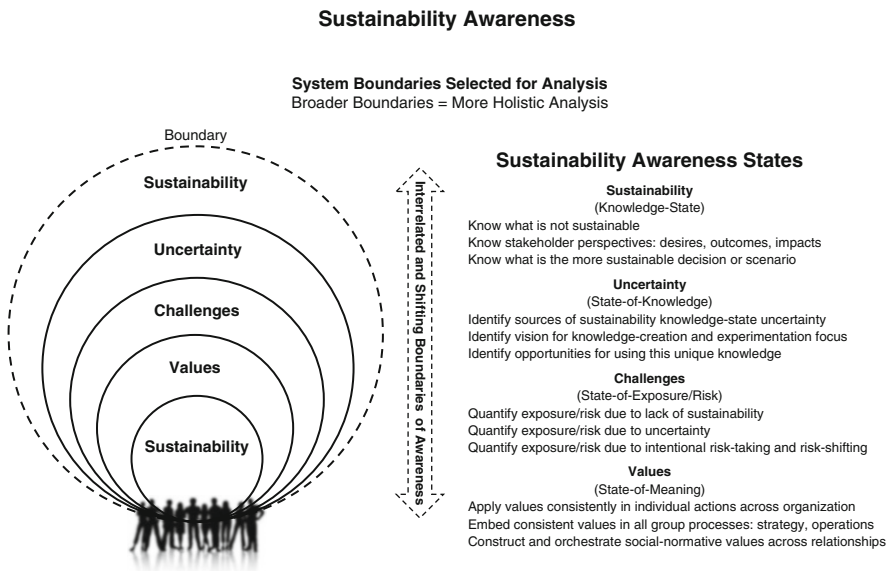 Sustainability Awareness
System Boundaries Selected for Analysis
Broader Boundaries = More Holistic Analysis
Boundary
Sustainability
Uncertainty
Challenges
Values
Sustainability
Interrelated and Shifting Boundaries of Awareness
Sustainability Awareness States
Sustainability
(Knowledge-State)
Know what is not sustainable
Know stakeholder perspectives: desires, outcomes, impacts
Know what is the more sustainable decision or scenario
Uncertainty
(State-of-Knowledge)
Identify sources of sustainability knowledge-state uncertainty
Identify vision for knowledge-creation and experimentation focus
Identify opportunities for using this unique knowledge
Challenges
(State-of-Exposure/Risk)
Quantify exposure/risk due to lack of sustainability
Quantify exposure/risk due to uncertainty
Quantify exposure/risk due to intentional risk-taking and risk-shifting
Values
(State-of-Meaning)
Apply values consistently in individual actions across organization
Embed consistent values in all group processes: strategy, operations
Construct and orchestrate social-normative values across relationships